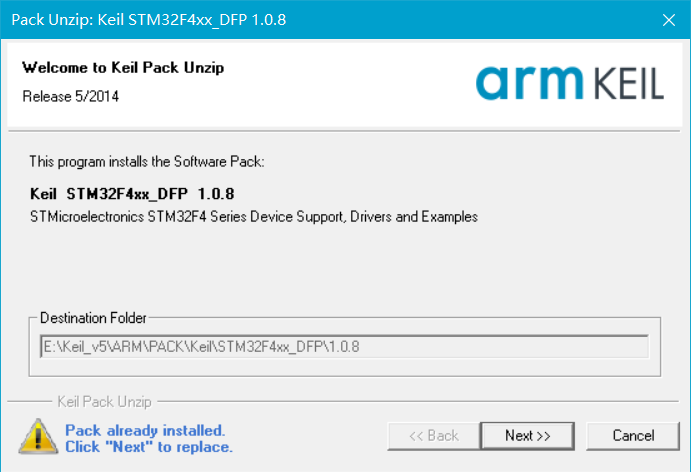 Pack Unzip: Keil STM32F4xx_DFP 1.0.8
Welcome to Keil Pack Unzip
Release 5/2014
arm KEIL
This program installs the Software Pack:
Keil STM32F4xx_DFP 1.0.8
STMicroelectronics STM32F4 Series Device Support, Drivers and Examples
Destination Folder
E:\Keil_v5\ARM\PACK\Keil\STM32F4xx_DFP\1.0.8
Keil Pack Unzip
Pack already installed.
Click "Next" to replace.
<< Back
Next >>
Cancel